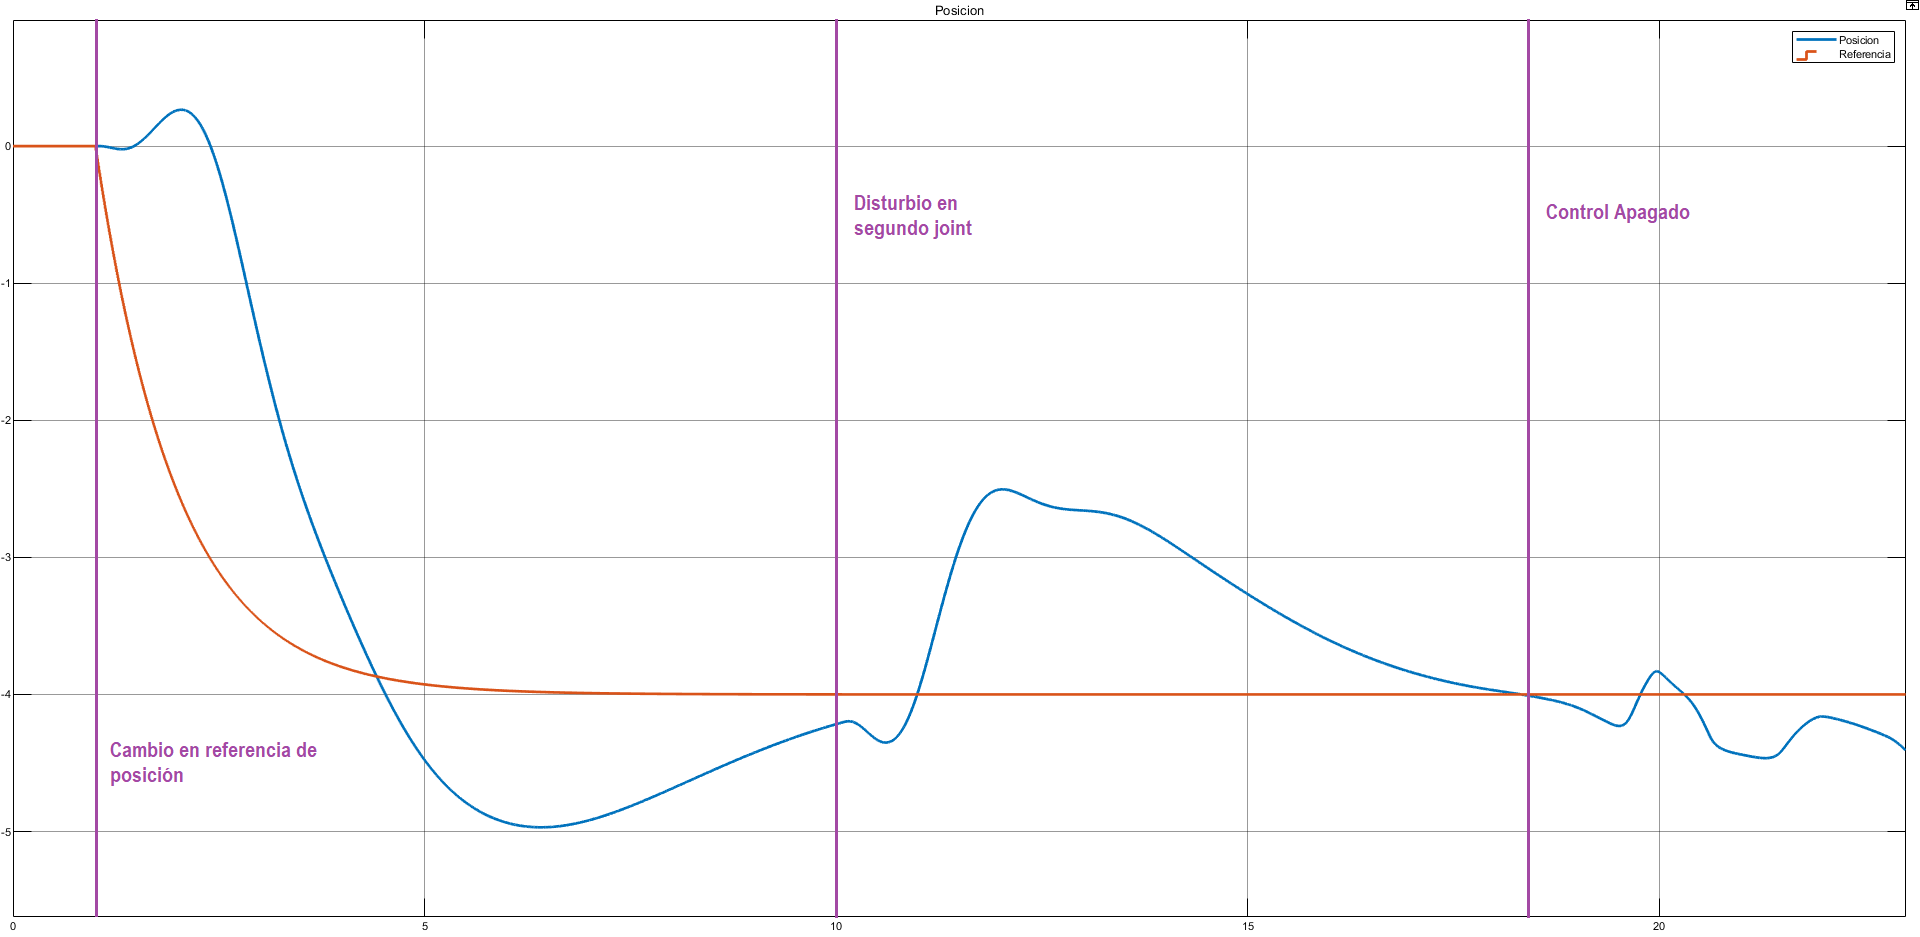 Posicion
Posicion
Referencia
0
-1
-2
-3
-4
-5
Disturbio en
segundo joint
Control Apagado
Cambio en referencia de
posición
0
5
10
15
20